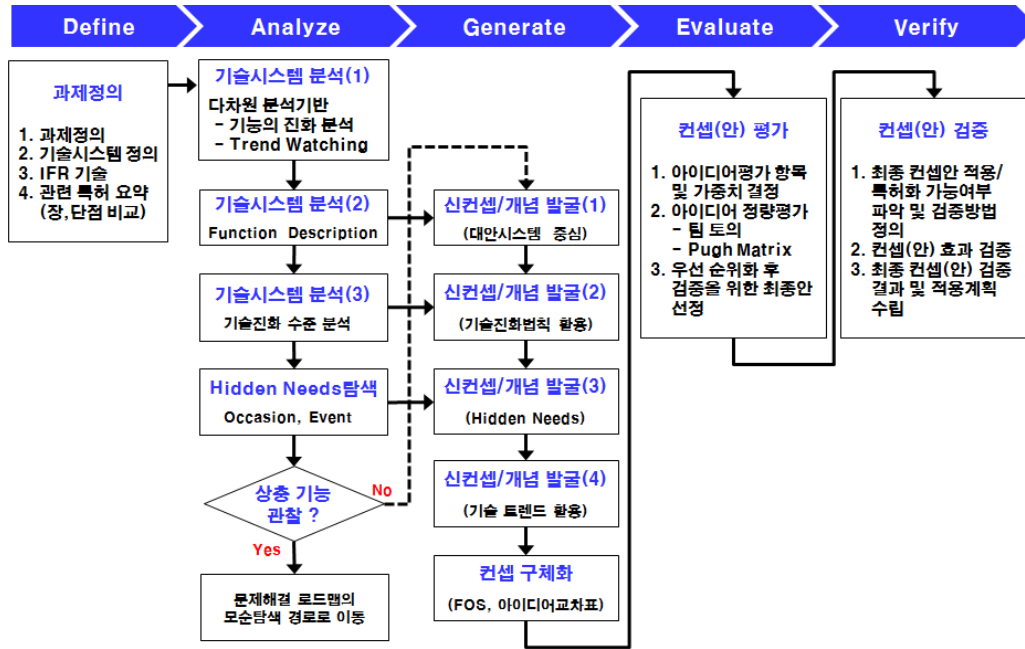 Define
Analyze
Generate
Evaluate
Verify
과제정의
1. 과제정의
2. 기술시스템 정의
3. IFR 기술
4. 관련 특허 요약
(장,단점 비교)
기술시스템 분석(1)
다차원 분석기반
- 기능의 진화 분석
- Trend Watching
기술시스템 분석(2)
Function Description
기술시스템 분석(3)
기술진화 수준 분석
Hidden Needs탐색
Occasion, Event
상충 기능
관찰 ?
No
Yes
문제해결 로드맵의
모순탐색 경로로 이동
신컨셉/개념 발굴(1)
(대안시스템 중심)
신컨셉/개념 발굴(2)
(기술진화법칙 활용)
신컨셉/개념 발굴(3)
(Hidden Needs)
신컨셉/개념 발굴(4)
(기술 트렌드 활용)
컨셉 구체화
(FOS, 아이디어교차표)
컨셉(안) 평가
1. 아이디어평가 항목
및 가중치 결정
2. 아이디어 정량평가
- 팀 토의
- Pugh Matrix
3. 우선 순위화 후
검증을 위한 최종안
선정
컨셉(안) 검증
1. 최종 컨셉안 적용/
특허화 가능여부
파악 및 검증방법
정의
2. 컨셉(안) 효과 검증
3. 최종 컨셉(안) 검증
결과 및 적용계획
수립